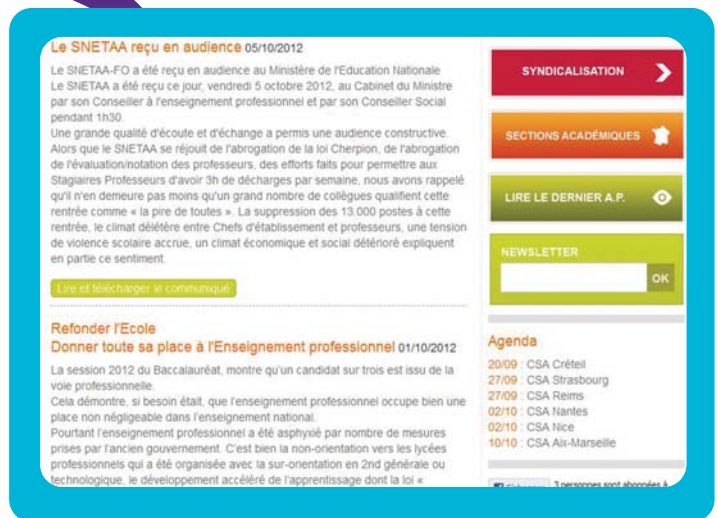 Le SNETAA reçu en audience 05/10/2012
Le SNETAA-FO a été reçu en audience au Ministère de l'Education Nationale
Le SNETAA a été reçu ce jour, vendredi 5 octobre 2012, au Cabinet du Ministre
par son Conseiller à l'enseignement professionnel et par son Conseiller Social
pendant 1h30.
Une grande qualité d'écoute et d'échange a permis une audience constructive.
Alors que le SNETAA se réjouit de l'abrogation de la loi Cherpion, de l'abrogation
de l'évaluation/notation des professeurs, des efforts faits pour permettre aux
Stagiaires Professeurs d'avoir 3h de décharges par semaine, nous avons rappelé
qu'il n'en demeure pas moins qu'un grand nombre de collègues qualifient cette
rentrée comme « la pire de toutes ». La suppression des 13.000 postes à cette
rentrée, le climat délétère entre Chefs d'établissement et professeurs, une tension
de violence scolaire accrue, un climat économique et social détérioré expliquent
en partie ce sentiment.
Lire et télécharger le communiqué
Refonder l'Ecole
Donner toute sa place à l'Enseignement professionnel 01/10/2012
La session 2012 du Baccalauréat, montre qu'un candidat sur trois est issu de la
voie professionnelle.
Cela démontre, si besoin était, que l'enseignement professionnel occupe bien une
place non négligeable dans l'enseignement national.
Pourtant l'enseignement professionnel a été asphyxié par nombre de mesures
prises par l'ancien gouvernement. C'est bien la non-orientation vers les lycées
professionnels qui a été organisée avec la sur-orientation en 2nd générale ou
technologique, le développement accéléré de l'apprentissage dont la loi «
SYNDICALISATION
SECTIONS ACADÉMIQUES
LIRE LE DERNIER A.P.
NEWSLETTER
OK
Agenda
20/09 : CSA Créteil
27/09 : CSA Strasbourg
27/09 : CSA Reims
02/10 : CSA Nantes
02/10 : CSA Nice
10/10 : CSA Aix-Marseille
3 personnes sont abonnées à